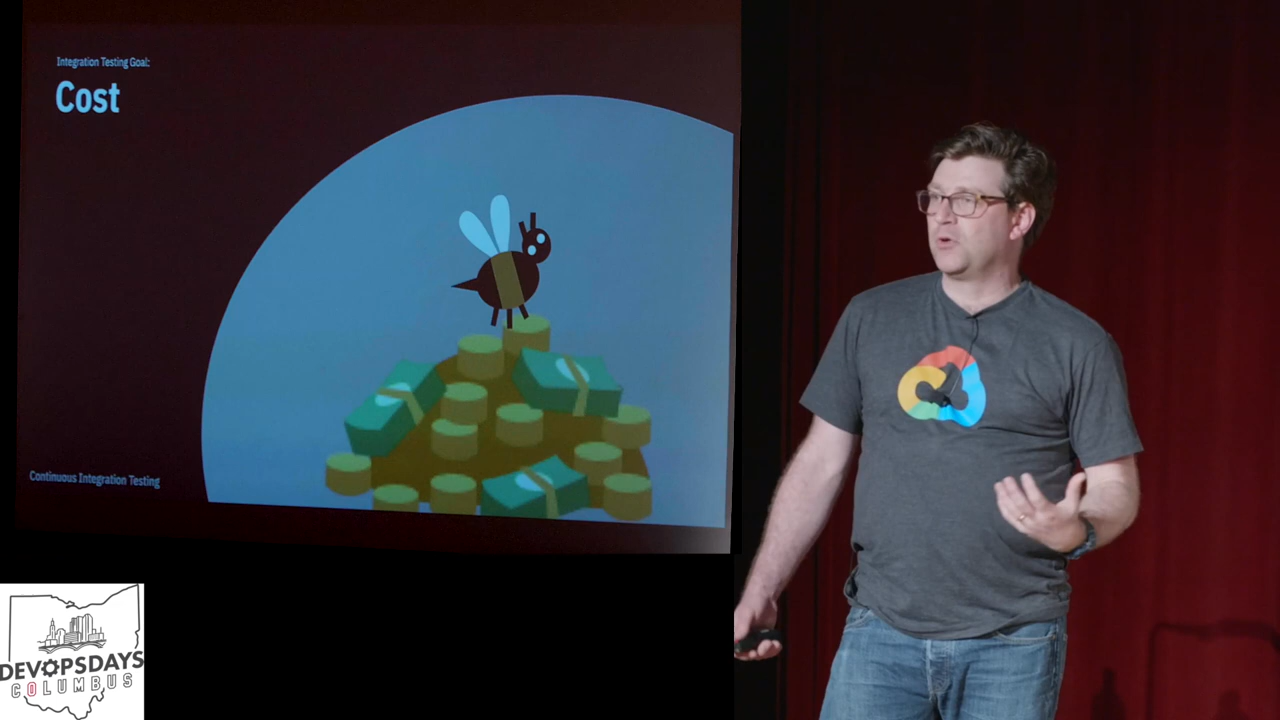 Integration Testing Goal:
Cost
Continuous Integration Testing
DEVOPSDAYS
COLUMBUS